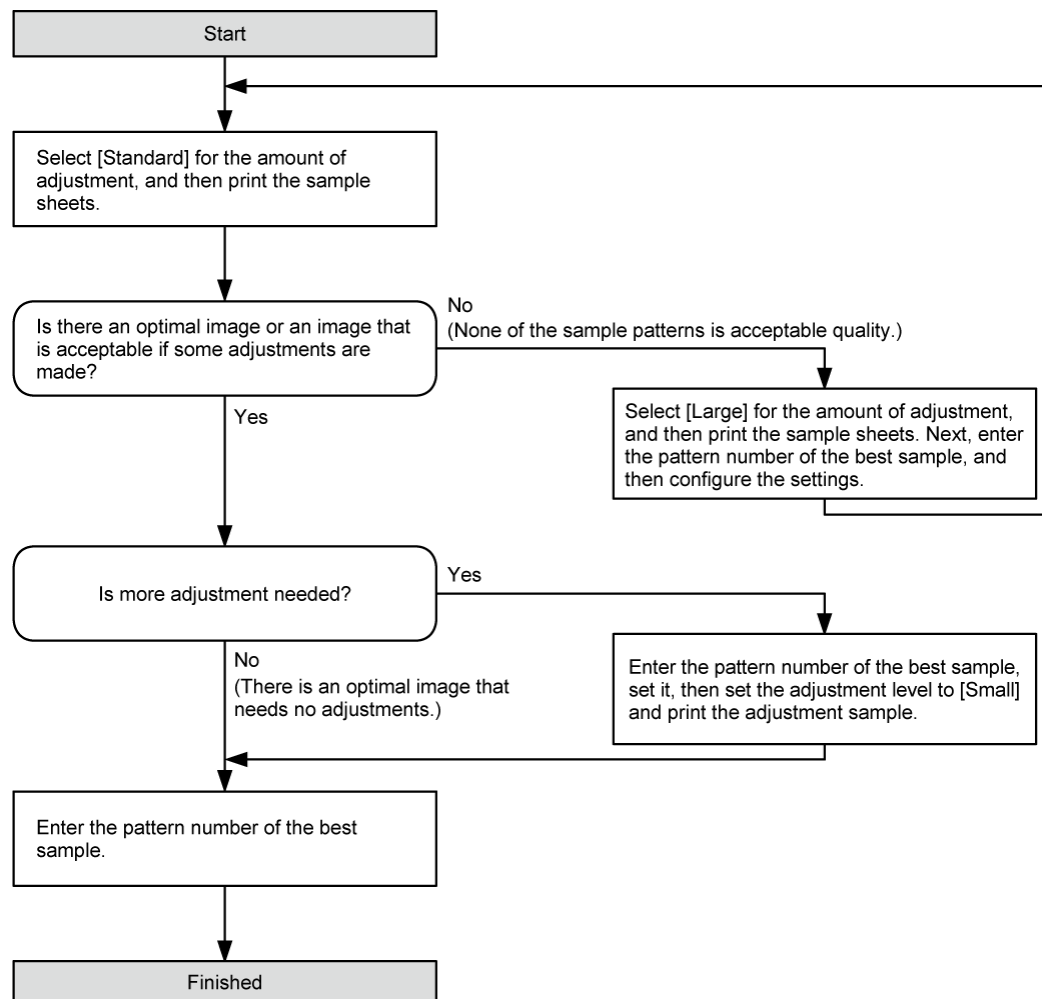 Start
Select [Standard] for the amount of
adjustment, and then print the sample
sheets.
Is there an optimal image or an image that
is acceptable if some adjustments are
made?
No
(None of the sample patterns is acceptable quality.)
Yes
Select [Large] for the amount of adjustment,
and then print the sample sheets. Next, enter
the pattern number of the best sample, and
then configure the settings.
Is more adjustment needed?
Yes
No
(There is an optimal image that
needs no adjustments.)
Enter the pattern number of the best sample,
set it, then set the adjustment level to [Small]
and print the adjustment sample.
Enter the pattern number of the best
sample.
Finished